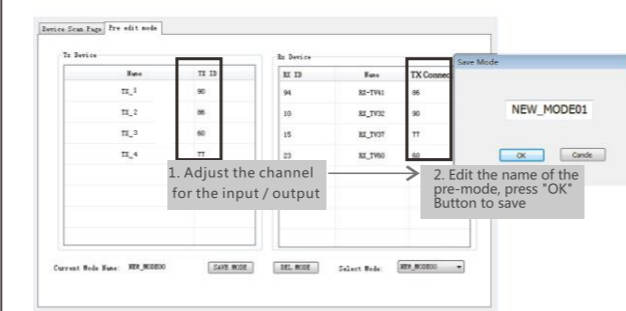 Device Scan Page Pre edit mode
Tx Device
Name TX ID
TX_1 90
TX_2 86
TX_3 60
TX_4 77
Rx Device
RX ID Name TX Connec
94 RX-TV41 86
10 RX_TV32 90
15 RX_TV37 77
23 RX_TV60 60
Save Mode
NEW_MODE01
OK Cancle
1. Adjust the channel
for the input / output
2. Edit the name of the
pre-mode, press "OK"
Button to save
Current Mode Name: NEW_MODE00 SAVE MODE DEL MODE Select Mode: NEW_MODE00